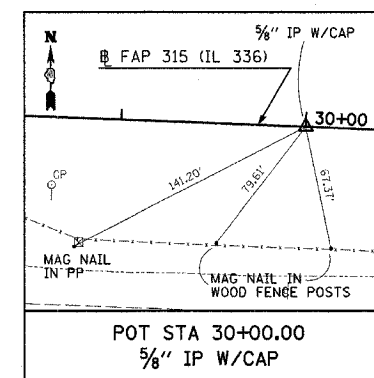 5/8" IP W/CAP
N
B FAP 315 (IL 336)
30+00
GP
141.20'
79.61'
67.37'
MAG NAIL
IN PP
MAG NAIL IN
WOOD FENCE POSTS
POT STA 30+00.00
5/8" IP W/CAP